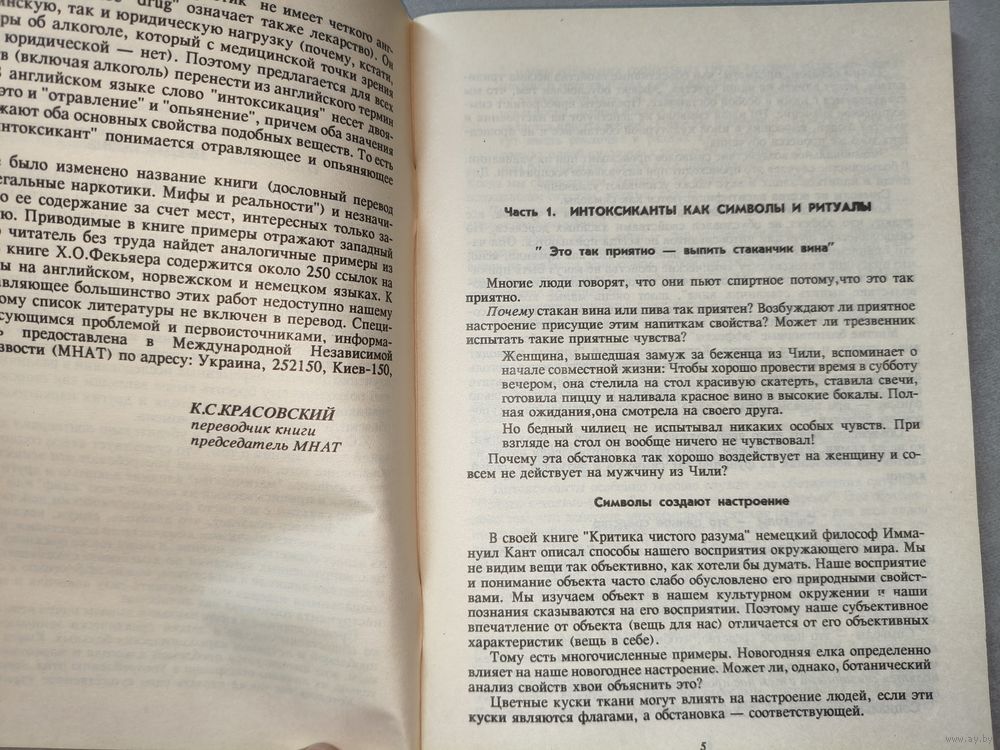 "drug" означает также лекарство). Он
не имеет четкого анг-
инскую, так и юридическую нагрузку (почему, кстати,
ры об алкоголе, который с медицинской точки зрения
юридической — нет). Поэтому предлагается для всех
в (включая алкоголь) перенести из английского термин
В английском языке слово "интоксикация" несет двоя-
это и "отравление" и "опьянение", причем оба значения
жают оба основных свойства подобных веществ. То есть
нтоксикант" понимается отравляющее и опьяняющее
было изменено название книги (дословный перевод
егальные наркотики. Мифы и реальности") и незначи-
о ее содержание за счет мест, интересных только за-
ю. Приводимые в книге примеры отражают западный
читатель без труда найдет аналогичные примеры из
книге Х.О.Фекьяера содержится около 250 ссылок на
ы на английском, норвежском и немецком языках. К
авляющее большинство этих работ недоступно нашему
ому список литературы не включен в перевод. Специ-
сующимся проблемой и первоисточниками, информа-
ь предоставлена в Международной Независимой
звости (МНАТ) по адресу: Украина, 252150, Киев-150,
К.С.КРАСОВСКИЙ
переводчик книги
председатель МНАТ
Часть 1. ИНТОКСИКАНТЫ КАК СИМВОЛЫ И РИТУАЛЫ
" Это так приятно — выпить стаканчик вина"
Многие люди говорят, что они пьют спиртное потому,что это так
приятно.
Почему стакан вина или пива так приятен? Возбуждают ли приятное
настроение присущие этим напиткам свойства? Может ли трезвенник
испытать такие приятные чувства?
Женщина, вышедшая замуж за беженца из Чили, вспоминает о
начале совместной жизни: Чтобы хорошо провести время в субботу
вечером, она стелила на стол красивую скатерть, ставила свечи,
готовила пиццу и наливала красное вино в высокие бокалы. Пол-
ная ожидания,она смотрела на своего друга.
Но бедный чилиец не испытывал никаких особых чувств. При
взгляде на стол он вообще ничего не чувствовал!
Почему эта обстановка так хорошо воздействует на женщину и со-
всем не действует на мужчину из Чили?
Символы создают настроение
В своей книге "Критика чистого разума" немецкий философ Имма-
нуил Кант описал способы нашего восприятия окружающего мира. Мы
не видим вещи так объективно, как хотели бы думать. Наше восприятие
и понимание объекта часто слабо обусловлено его природными свойст-
вами. Мы изучаем объект в нашем культурном окружении и наши
познания сказываются на его восприятии. Поэтому наше субъективное
впечатление от объекта (вещь для нас) отличается от его объективных
характеристик (вещь в себе).
Тому есть многочисленные примеры. Новогодняя елка определенно
влияет на наше новогоднее настроение. Может ли, однако, ботанический
анализ свойств хвои объяснить это?
Цветные куски ткани могут влиять на настроение людей, если эти
куски являются флагами, а обстановка — соответствующей.
5
www.ay.by